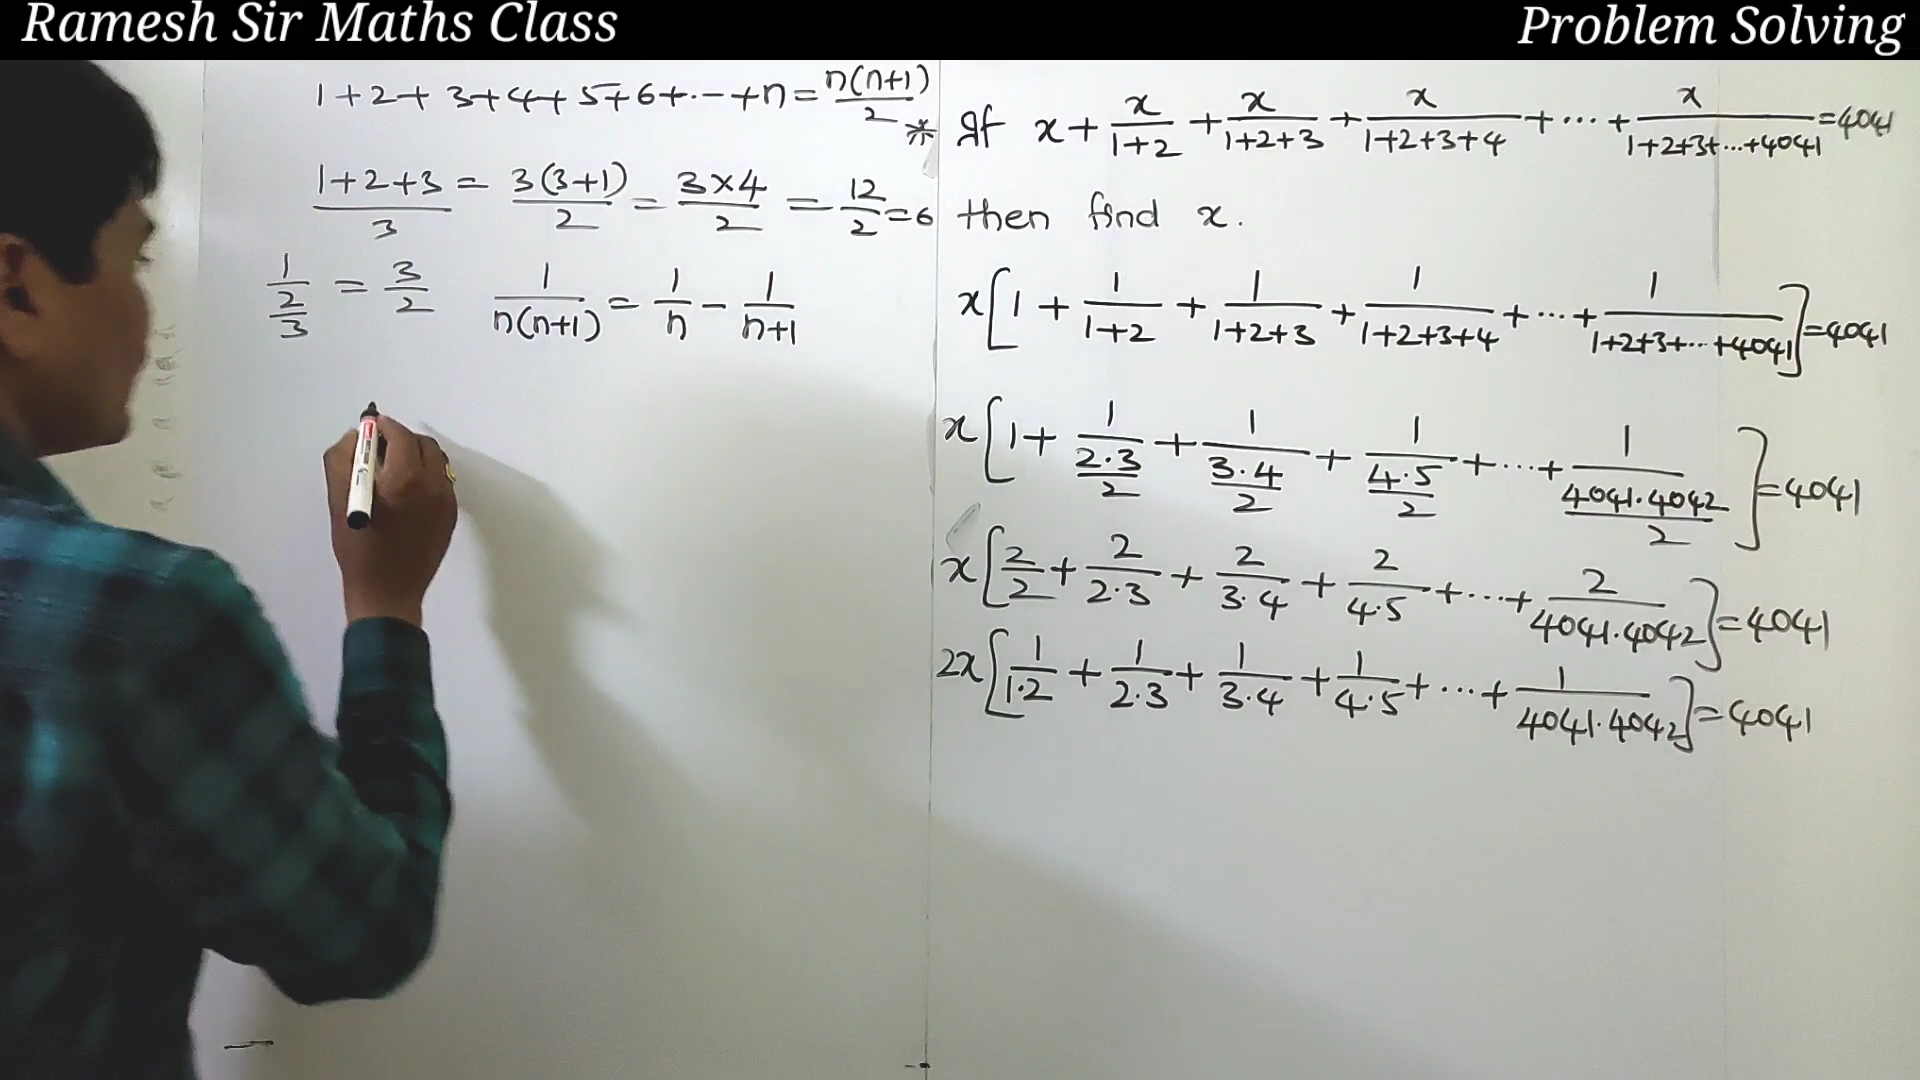 Ramesh Sir Maths Class
Problem Solving
1+2+3+4+5+6+...+n = n(n+1)/2
(1+2+3)/3 = 3(3+1)/2 = (3×4)/2 = 12/2 = 6
1/(2/3) = 3/2
1/(n(n+1)) = 1/n - 1/(n+1)
* If x + x/(1+2) + x/(1+2+3) + x/(1+2+3+4) + ... + x/(1+2+3+...+4041) = 4041
then find x.
x[1 + 1/(1+2) + 1/(1+2+3) + 1/(1+2+3+4) + ... + 1/(1+2+3+...+4041)] = 4041
x[1 + 1/((2·3)/2) + 1/((3·4)/2) + 1/((4·5)/2) + ... + 1/((4041·4042)/2)] = 4041
x[2/2 + 2/(2·3) + 2/(3·4) + 2/(4·5) + ... + 2/(4041·4042)] = 4041
2x[1/(1·2) + 1/(2·3) + 1/(3·4) + 1/(4·5) + ... + 1/(4041·4042)] = 4041